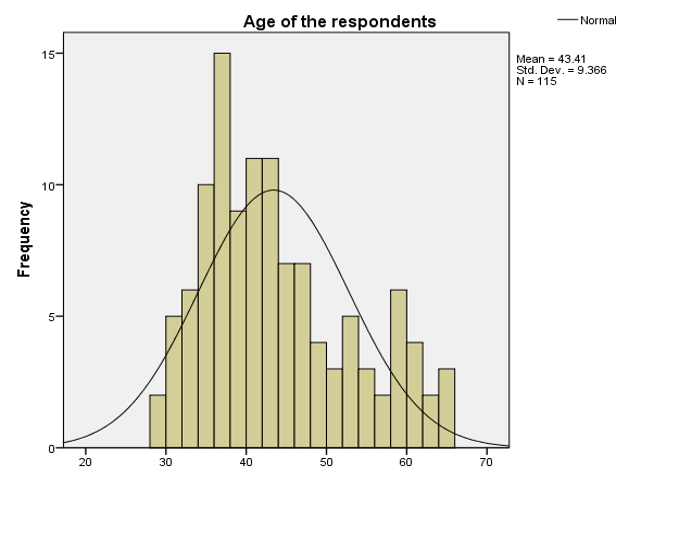 Age of the respondents
Normal
Mean = 43.41
Std. Dev. = 9.366
N = 115
Frequency
15
10
5
0
20 30 40 50 60 70